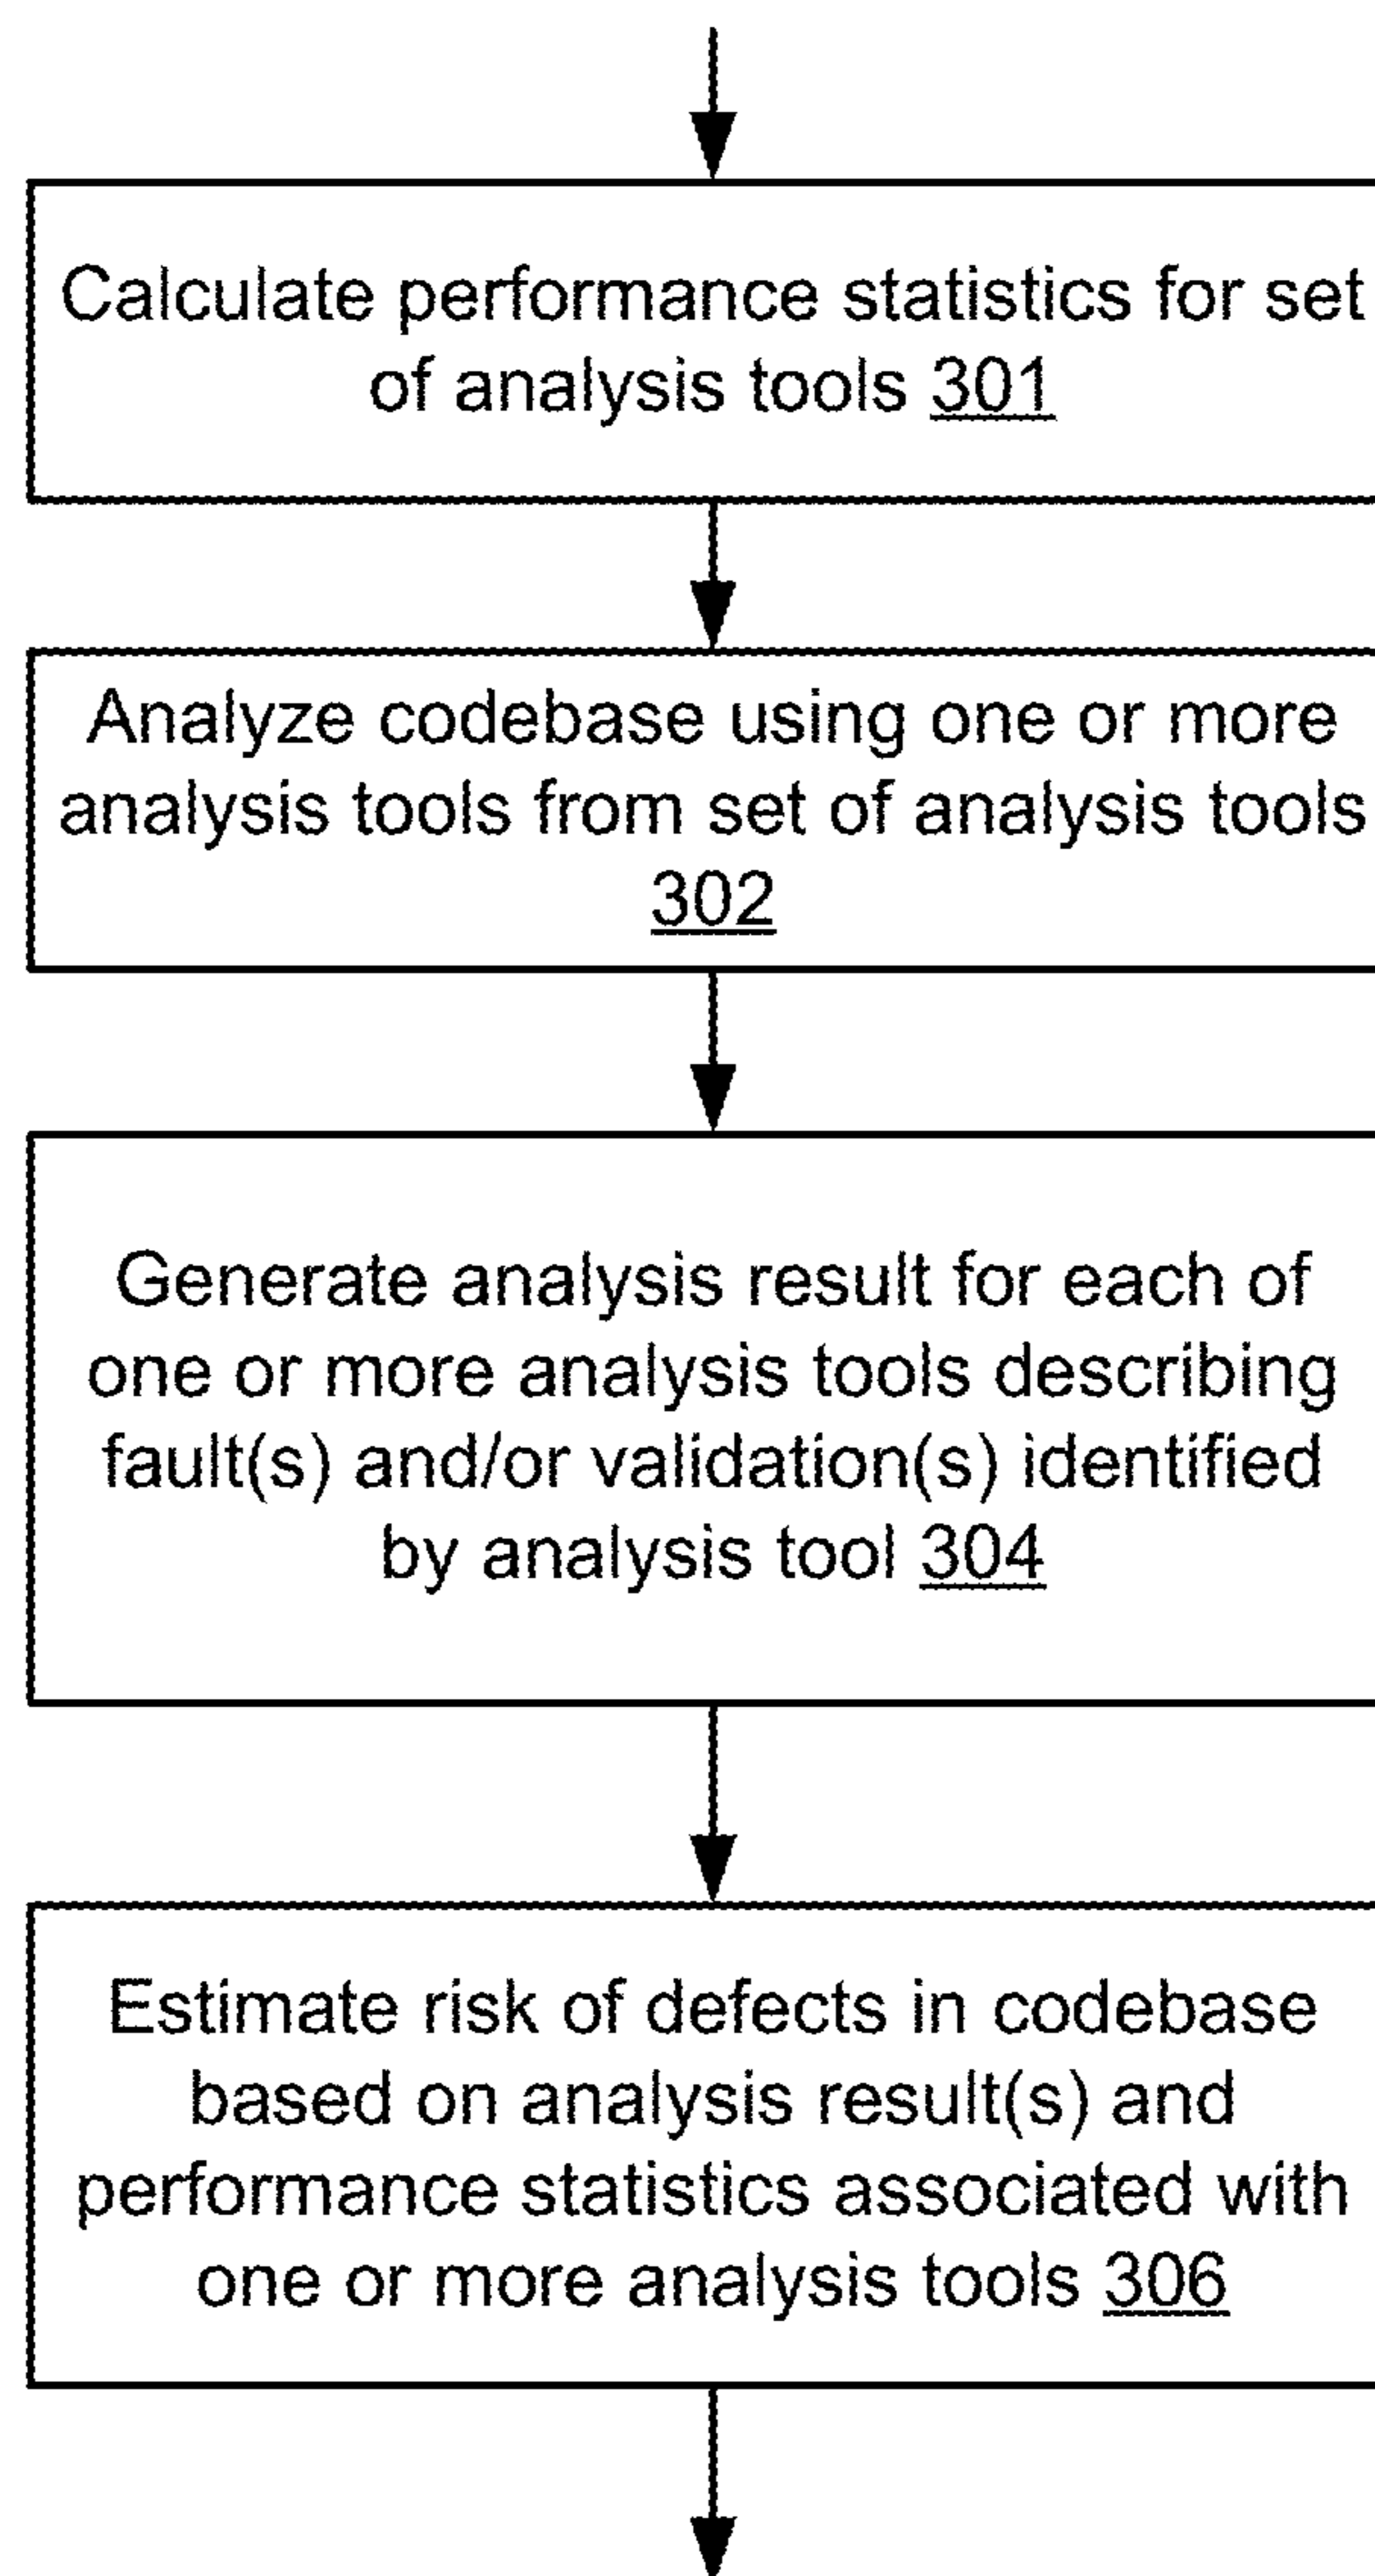 Calculate performance statistics for set
of analysis tools 301
Analyze codebase using one or more
analysis tools from set of analysis tools
302
Generate analysis result for each of
one or more analysis tools describing
fault(s) and/or validation(s) identified
by analysis tool 304
Estimate risk of defects in codebase
based on analysis result(s) and
performance statistics associated with
one or more analysis tools 306